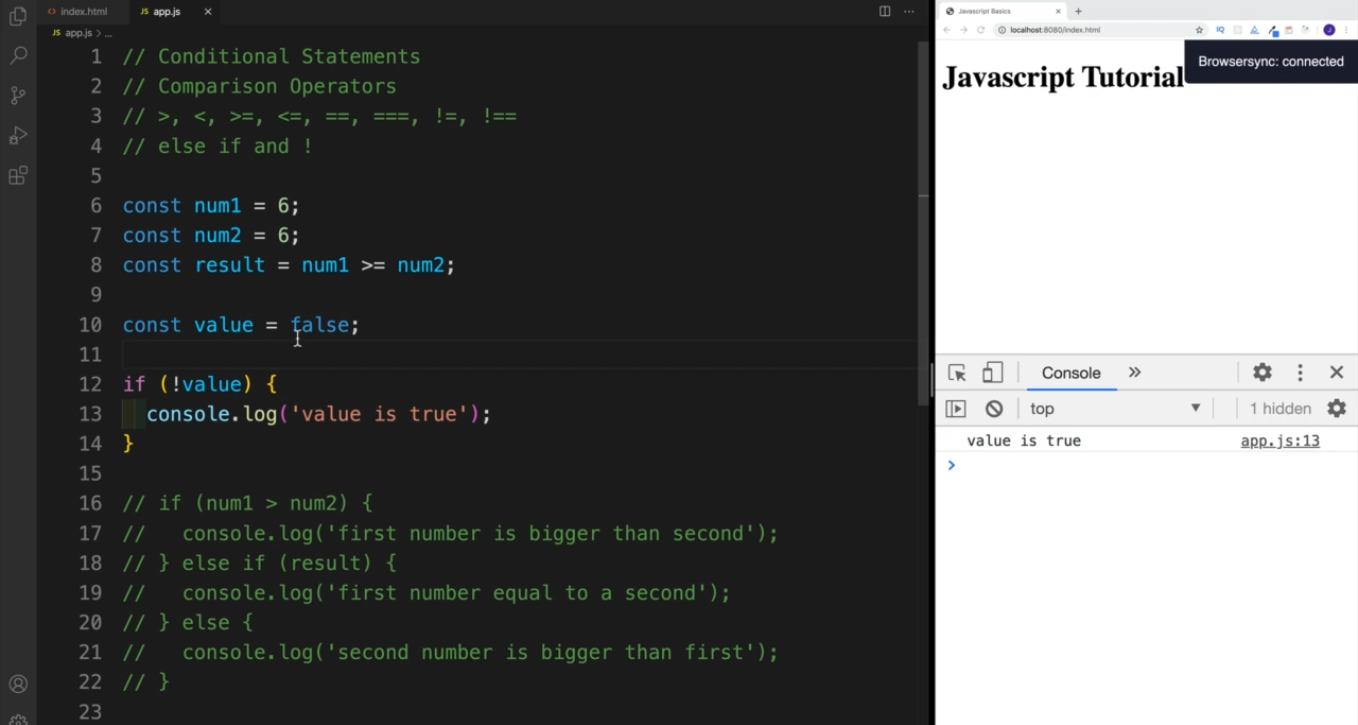 index.html
JS app.js
JS app.js > ...
1 // Conditional Statements
2 // Comparison Operators
3 // >, <, >=, <=, ==, ===, !=, !==
4 // else if and !
5
6 const num1 = 6;
7 const num2 = 6;
8 const result = num1 >= num2;
9
10 const value = false;
11
12 if (!value) {
13   console.log('value is true');
14 }
15
16 // if (num1 > num2) {
17 //   console.log('first number is bigger than second');
18 // } else if (result) {
19 //   console.log('first number equal to a second');
20 // } else {
21 //   console.log('second number is bigger than first');
22 // }
23
Javascript Basics
localhost:8080/index.html
Browsersync: connected
Javascript Tutorial
Console
top
1 hidden
value is true app.js:13